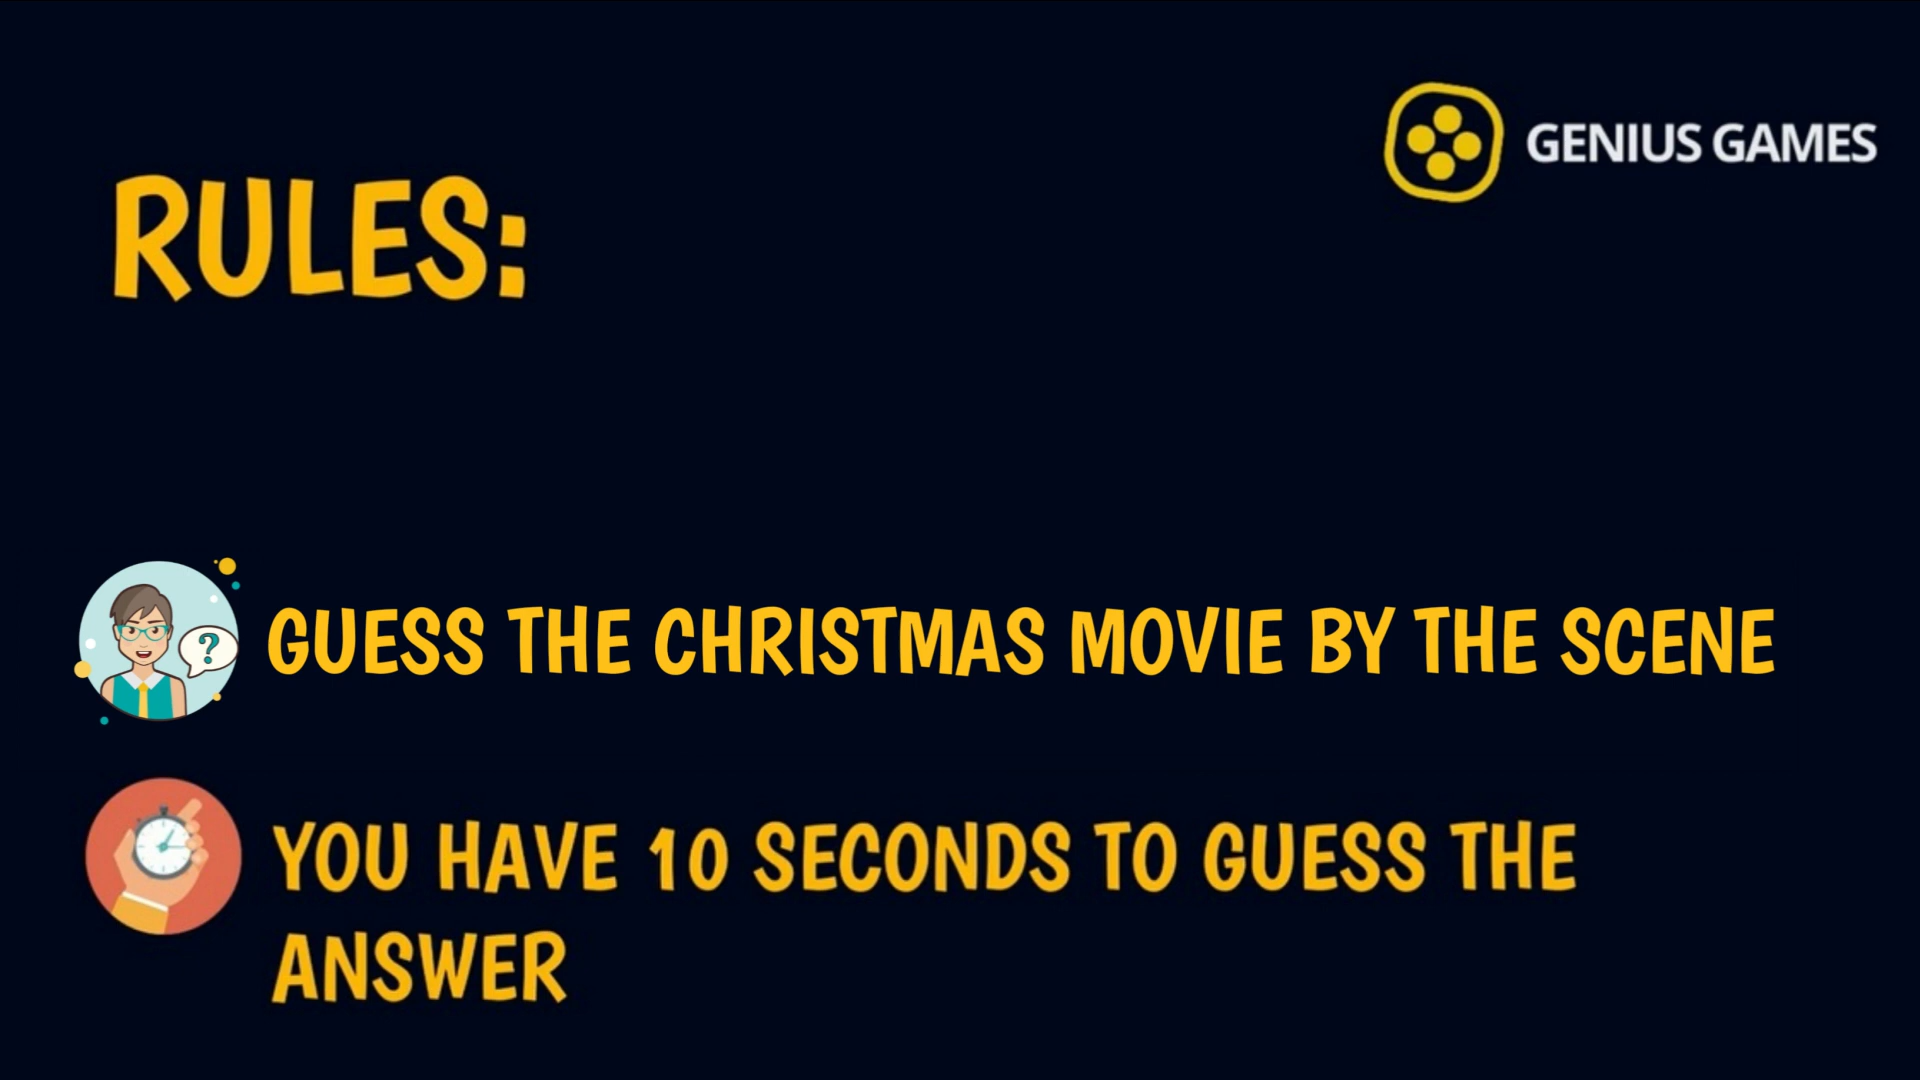 GENIUS GAMES
RULES:
?
GUESS THE CHRISTMAS MOVIE BY THE SCENE
YOU HAVE 10 SECONDS TO GUESS THE
ANSWER